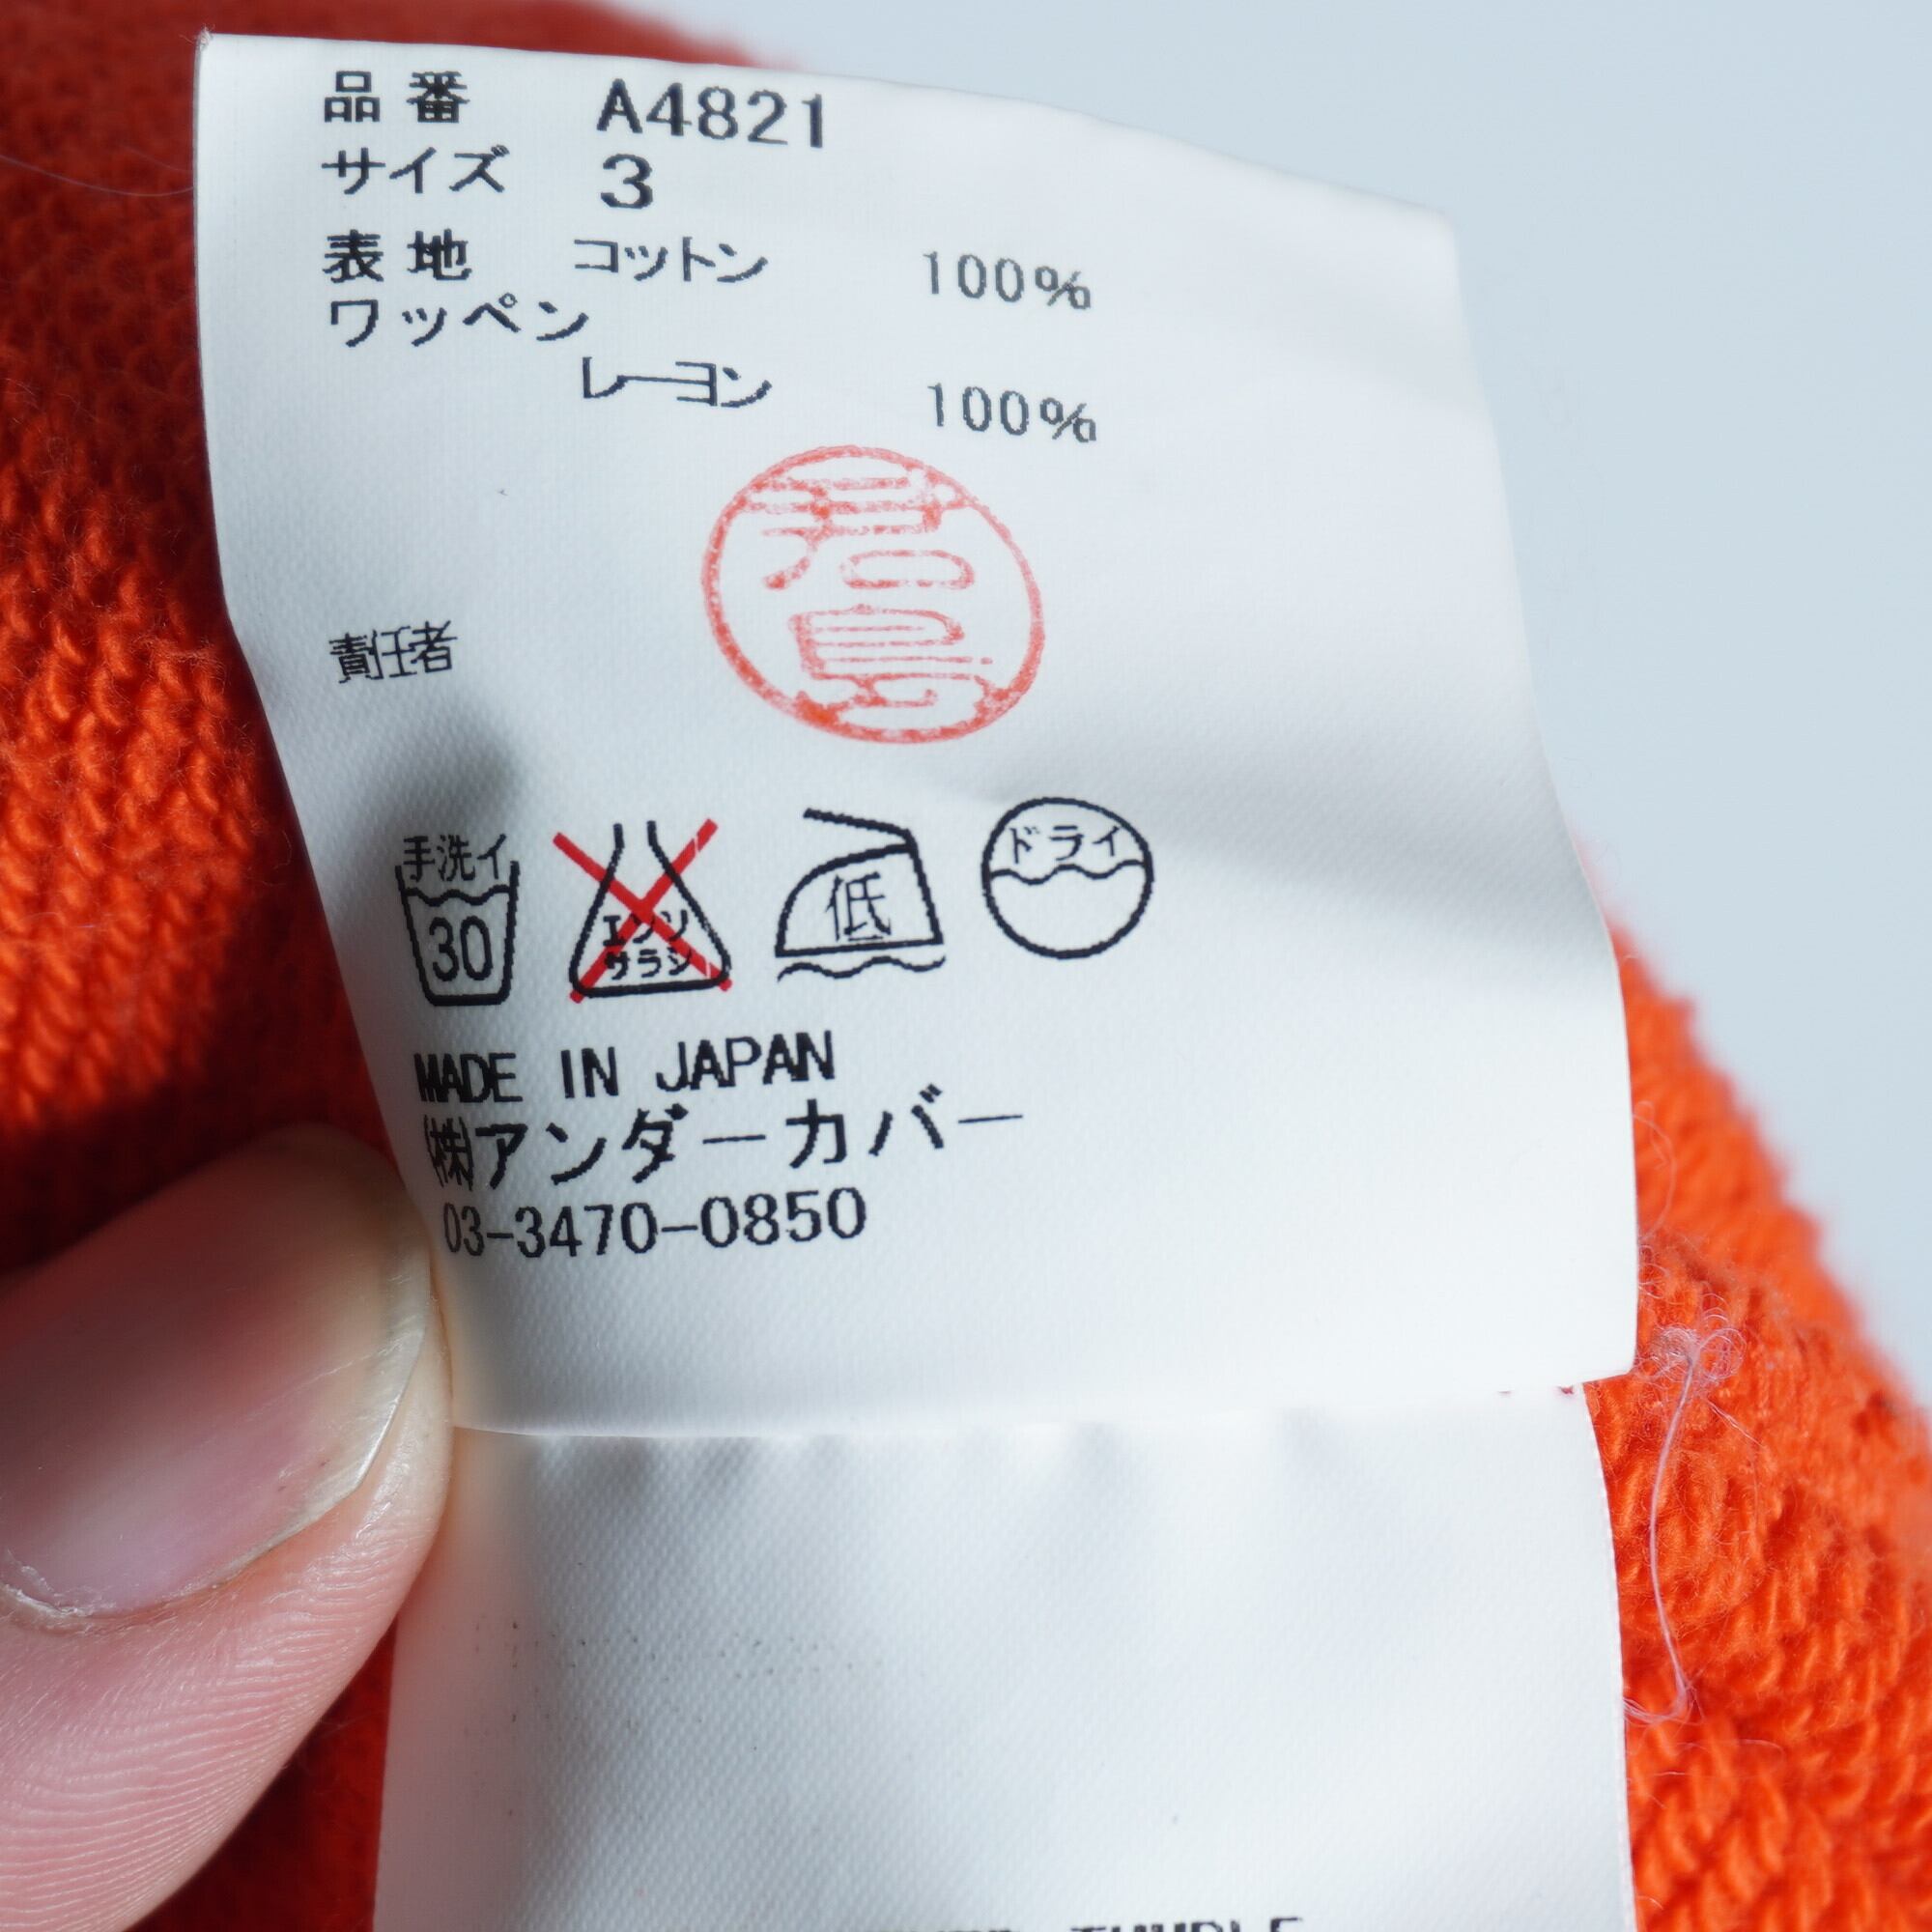 品番 A4821
サイズ 3
表地 コットン 100%
ワッペン
レーヨン 100%
君島
責任者
手洗イ
30
エンソ
サラシ
低
ドライ
MADE IN JAPAN
㈱アンダーカバー
03-3470-0850